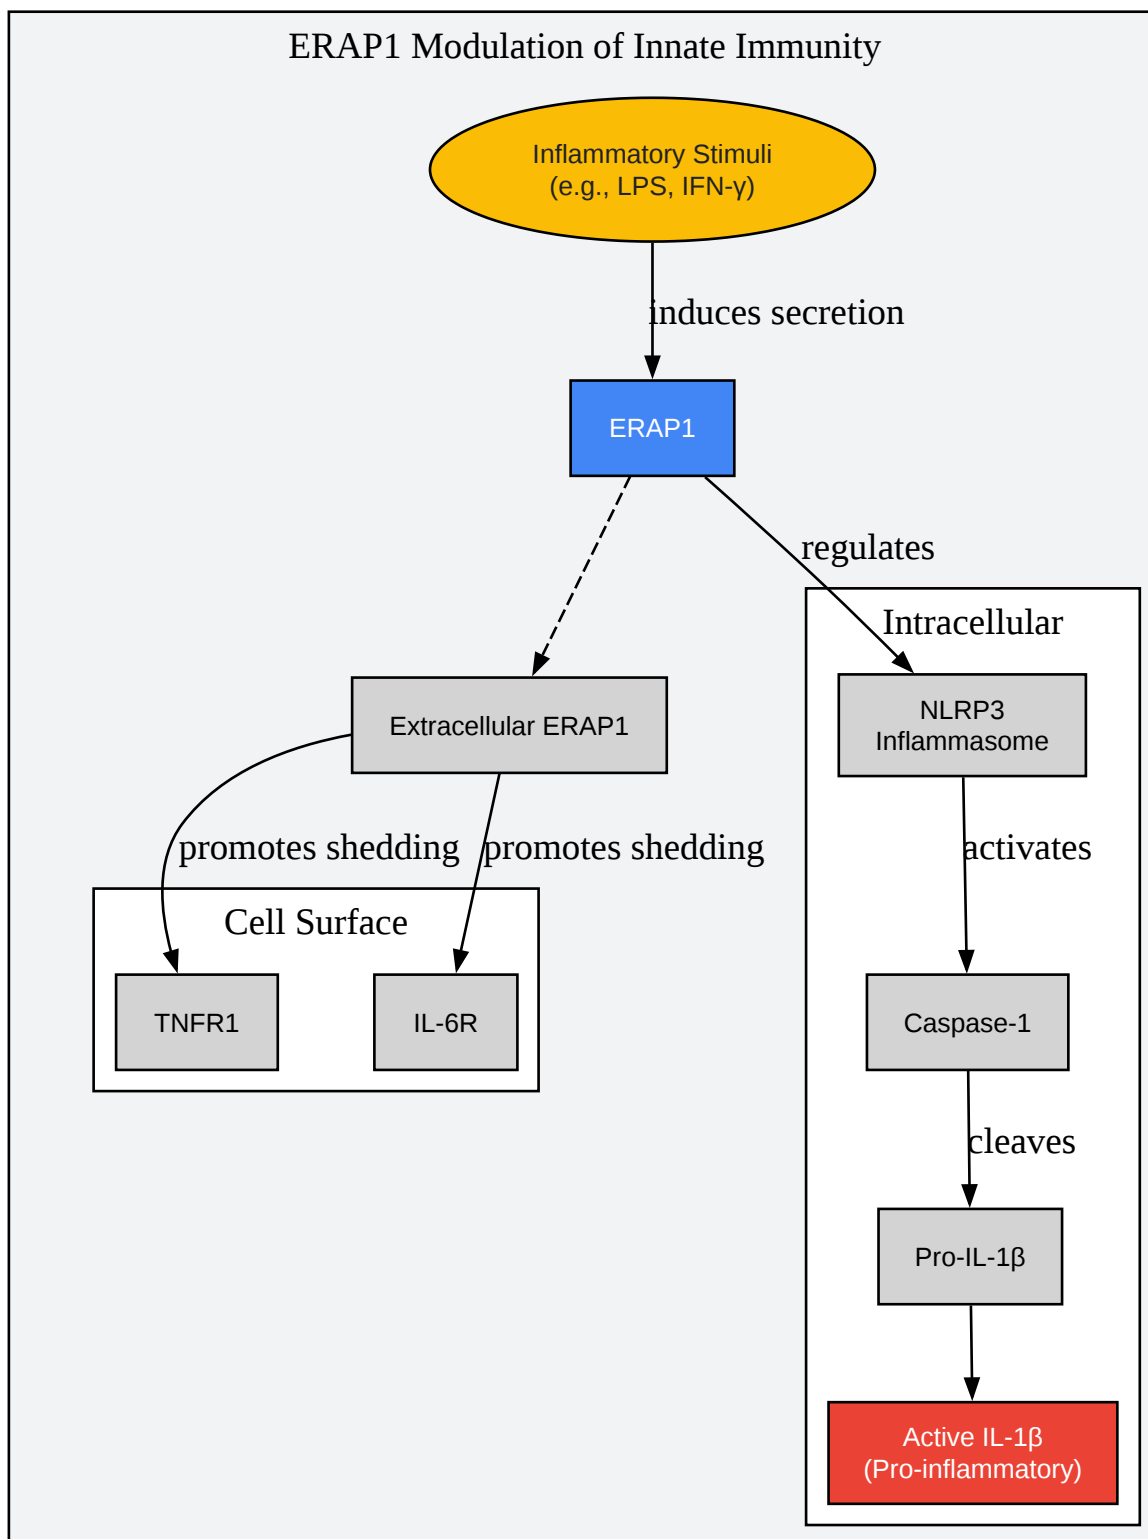 ERAP1 Modulation of Innate Immunity
Inflammatory Stimuli
(e.g., LPS, IFN-γ)
induces secretion
ERAP1
regulates
Intracellular
Extracellular ERAP1
NLRP3
Inflammasome
promotes shedding
promotes shedding
activates
Cell Surface
TNFR1
IL-6R
Caspase-1
cleaves
Pro-IL-1β
Active IL-1β
(Pro-inflammatory)